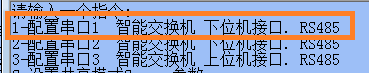 请输入一个指令:
1-配置串口1 智能交换机 下位机接口. RS485
2-配置串口2 智能交换机 下位机接口. RS485
3-配置串口3 智能交换机 上位机接口. RS485